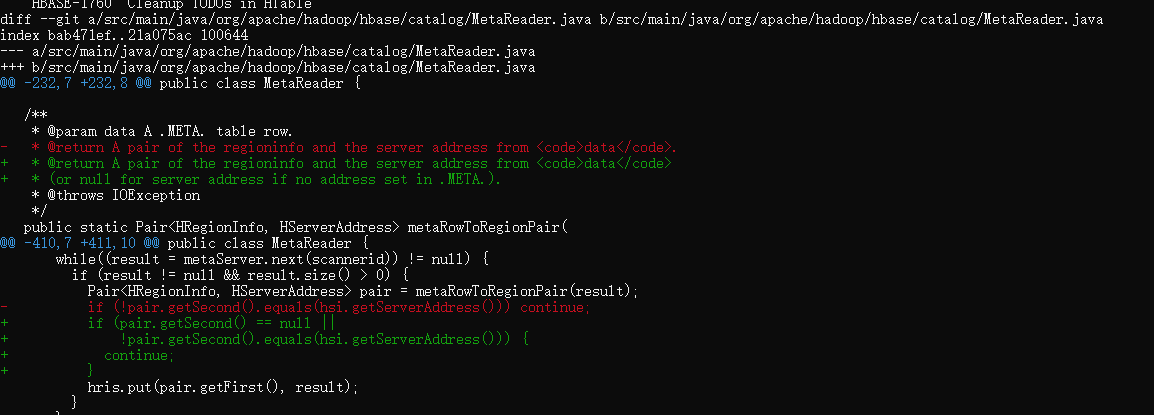 HBASE-1760  Cleanup TODOs in HTable
diff --git a/src/main/java/org/apache/hadoop/hbase/catalog/MetaReader.java b/src/main/java/org/apache/hadoop/hbase/catalog/MetaReader.java
index bab471ef..21a075ac 100644
--- a/src/main/java/org/apache/hadoop/hbase/catalog/MetaReader.java
+++ b/src/main/java/org/apache/hadoop/hbase/catalog/MetaReader.java
@@ -232,7 +232,8 @@ public class MetaReader {
   /**
    * @param data A .META. table row.
-   * @return A pair of the regioninfo and the server address from <code>data</code>.
+   * @return A pair of the regioninfo and the server address from <code>data</code>
+   * (or null for server address if no address set in .META.).
    * @throws IOException
    */
   public static Pair<HRegionInfo, HServerAddress> metaRowToRegionPair(
@@ -410,7 +411,10 @@ public class MetaReader {
       while((result = metaServer.next(scannerid)) != null) {
         if (result != null && result.size() > 0) {
           Pair<HRegionInfo, HServerAddress> pair = metaRowToRegionPair(result);
-          if (!pair.getSecond().equals(hsi.getServerAddress())) continue;
+          if (pair.getSecond() == null ||
+              !pair.getSecond().equals(hsi.getServerAddress())) {
+            continue;
+          }
           hris.put(pair.getFirst(), result);
         }